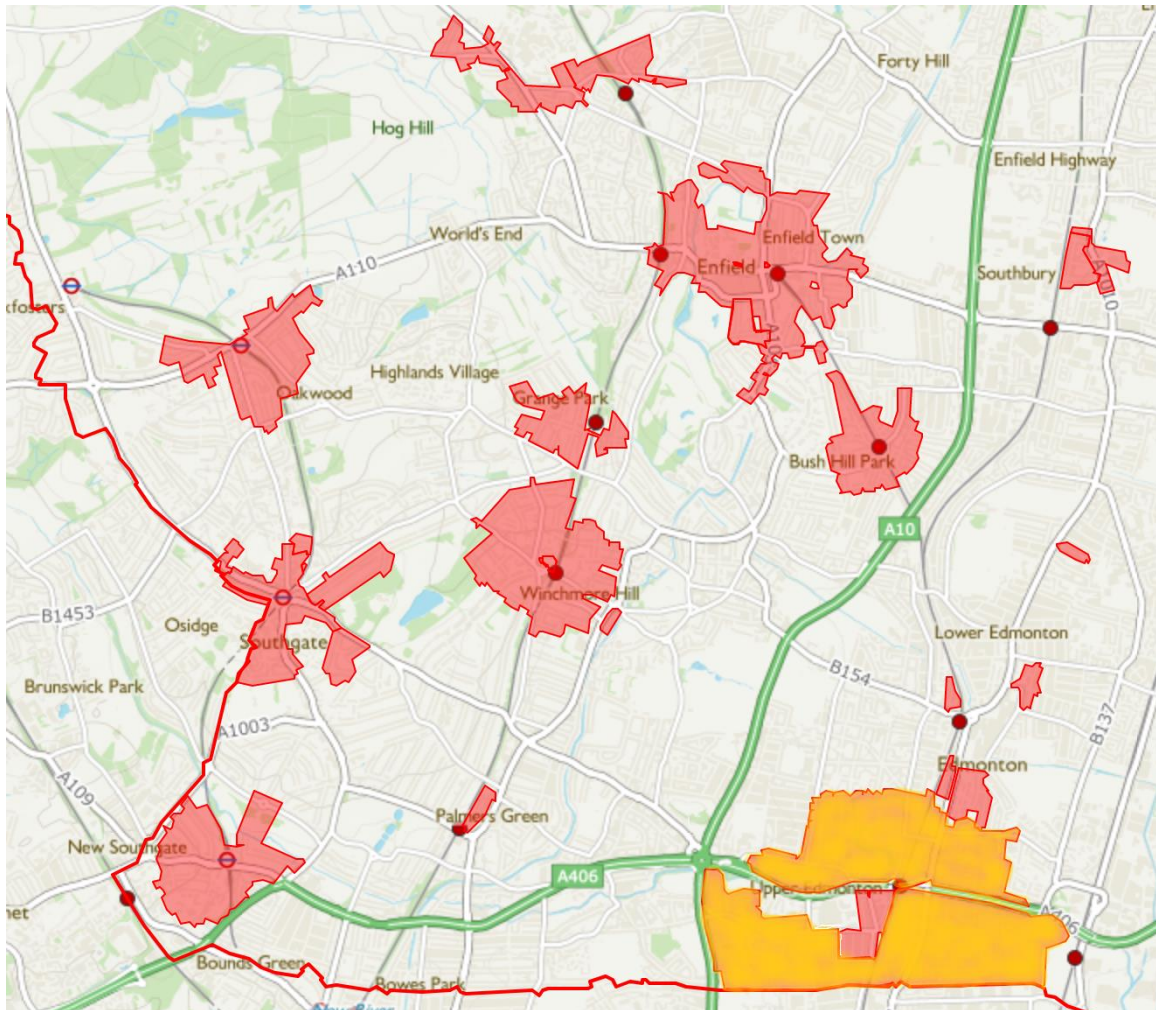 Forty Hill
Hog Hill
Enfield Highway
World's End
Enfield Town
Enfield
A110
Southbury
kfosters
A1010
Highlands Village
Oakwood
Grange Park
Bush Hill Park
A10
B1453
Osidge
Winchmore Hill
Southgate
Lower Edmonton
B154
Brunswick Park
A1003
B137
Edmonton
A109
Palmers Green
New Southgate
A406
Upper Edmonton
net
A406
Bounds Green
Bowes Park